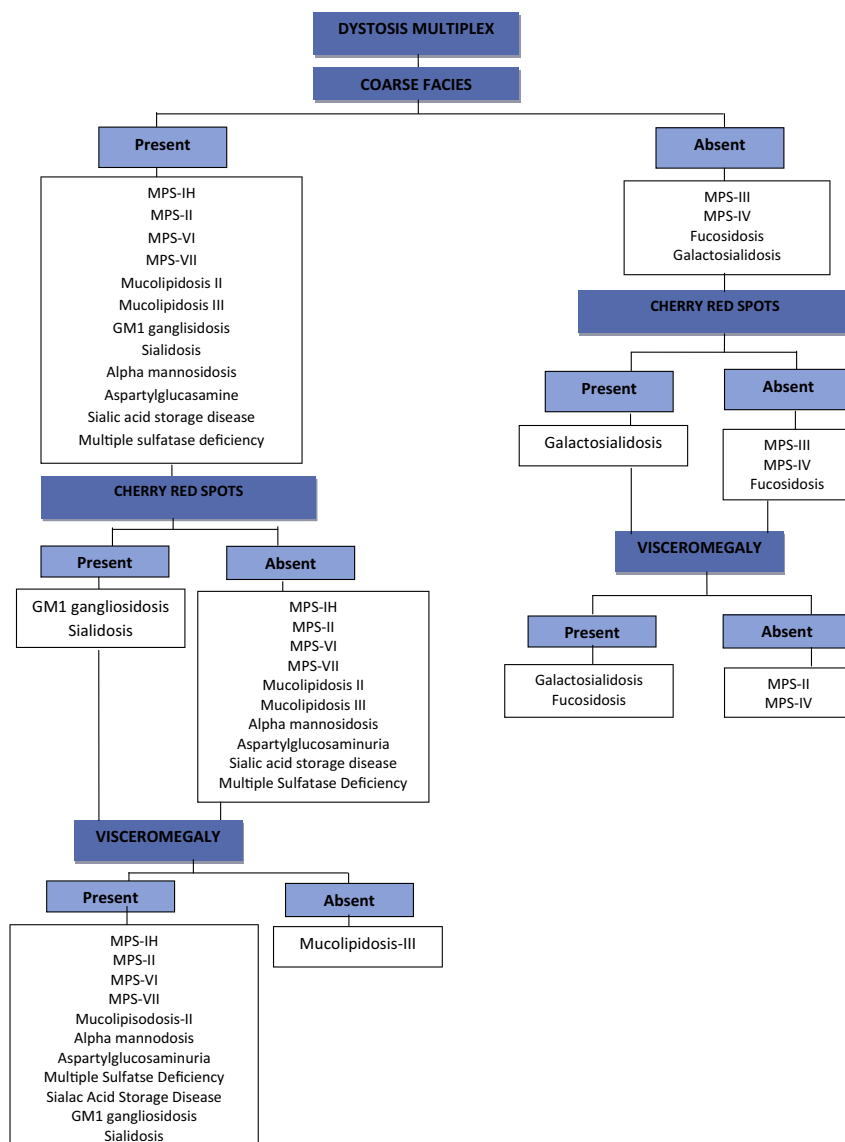 DYSTOSIS MULTIPLEX
COARSE FACIES
Present
MPS-IH
MPS-II
MPS-VI
MPS-VII
Mucolipidosis II
Mucolipidosis III
GM1 ganglisidosis
Sialidosis
Alpha mannosidosis
Aspartylglucasamine
Sialic acid storage disease
Multiple sulfatase deficiency
CHERRY RED SPOTS
Present
GM1 gangliosidosis
Sialidosis
Absent
MPS-IH
MPS-II
MPS-VI
MPS-VII
Mucolipidosis II
Mucolipidosis III
Alpha mannosidosis
Aspartylglucosaminuria
Sialic acid storage disease
Multiple Sulfatase Deficiency
VISCEROMEGALY
Present
MPS-IH
MPS-II
MPS-VI
MPS-VII
Mucolipisodosis-II
Alpha mannodosis
Aspartylglucosaminuria
Multiple Sulfatse Deficiency
Sialac Acid Storage Disease
GM1 gangliosidosis
Sialidosis
Absent
Mucolipidosis-III
Absent
MPS-III
MPS-IV
Fucosidosis
Galactosialidosis
CHERRY RED SPOTS
Present
Galactosialidosis
Absent
MPS-III
MPS-IV
Fucosidosis
VISCEROMEGALY
Present
Galactosialidosis
Fucosidosis
Absent
MPS-II
MPS-IV